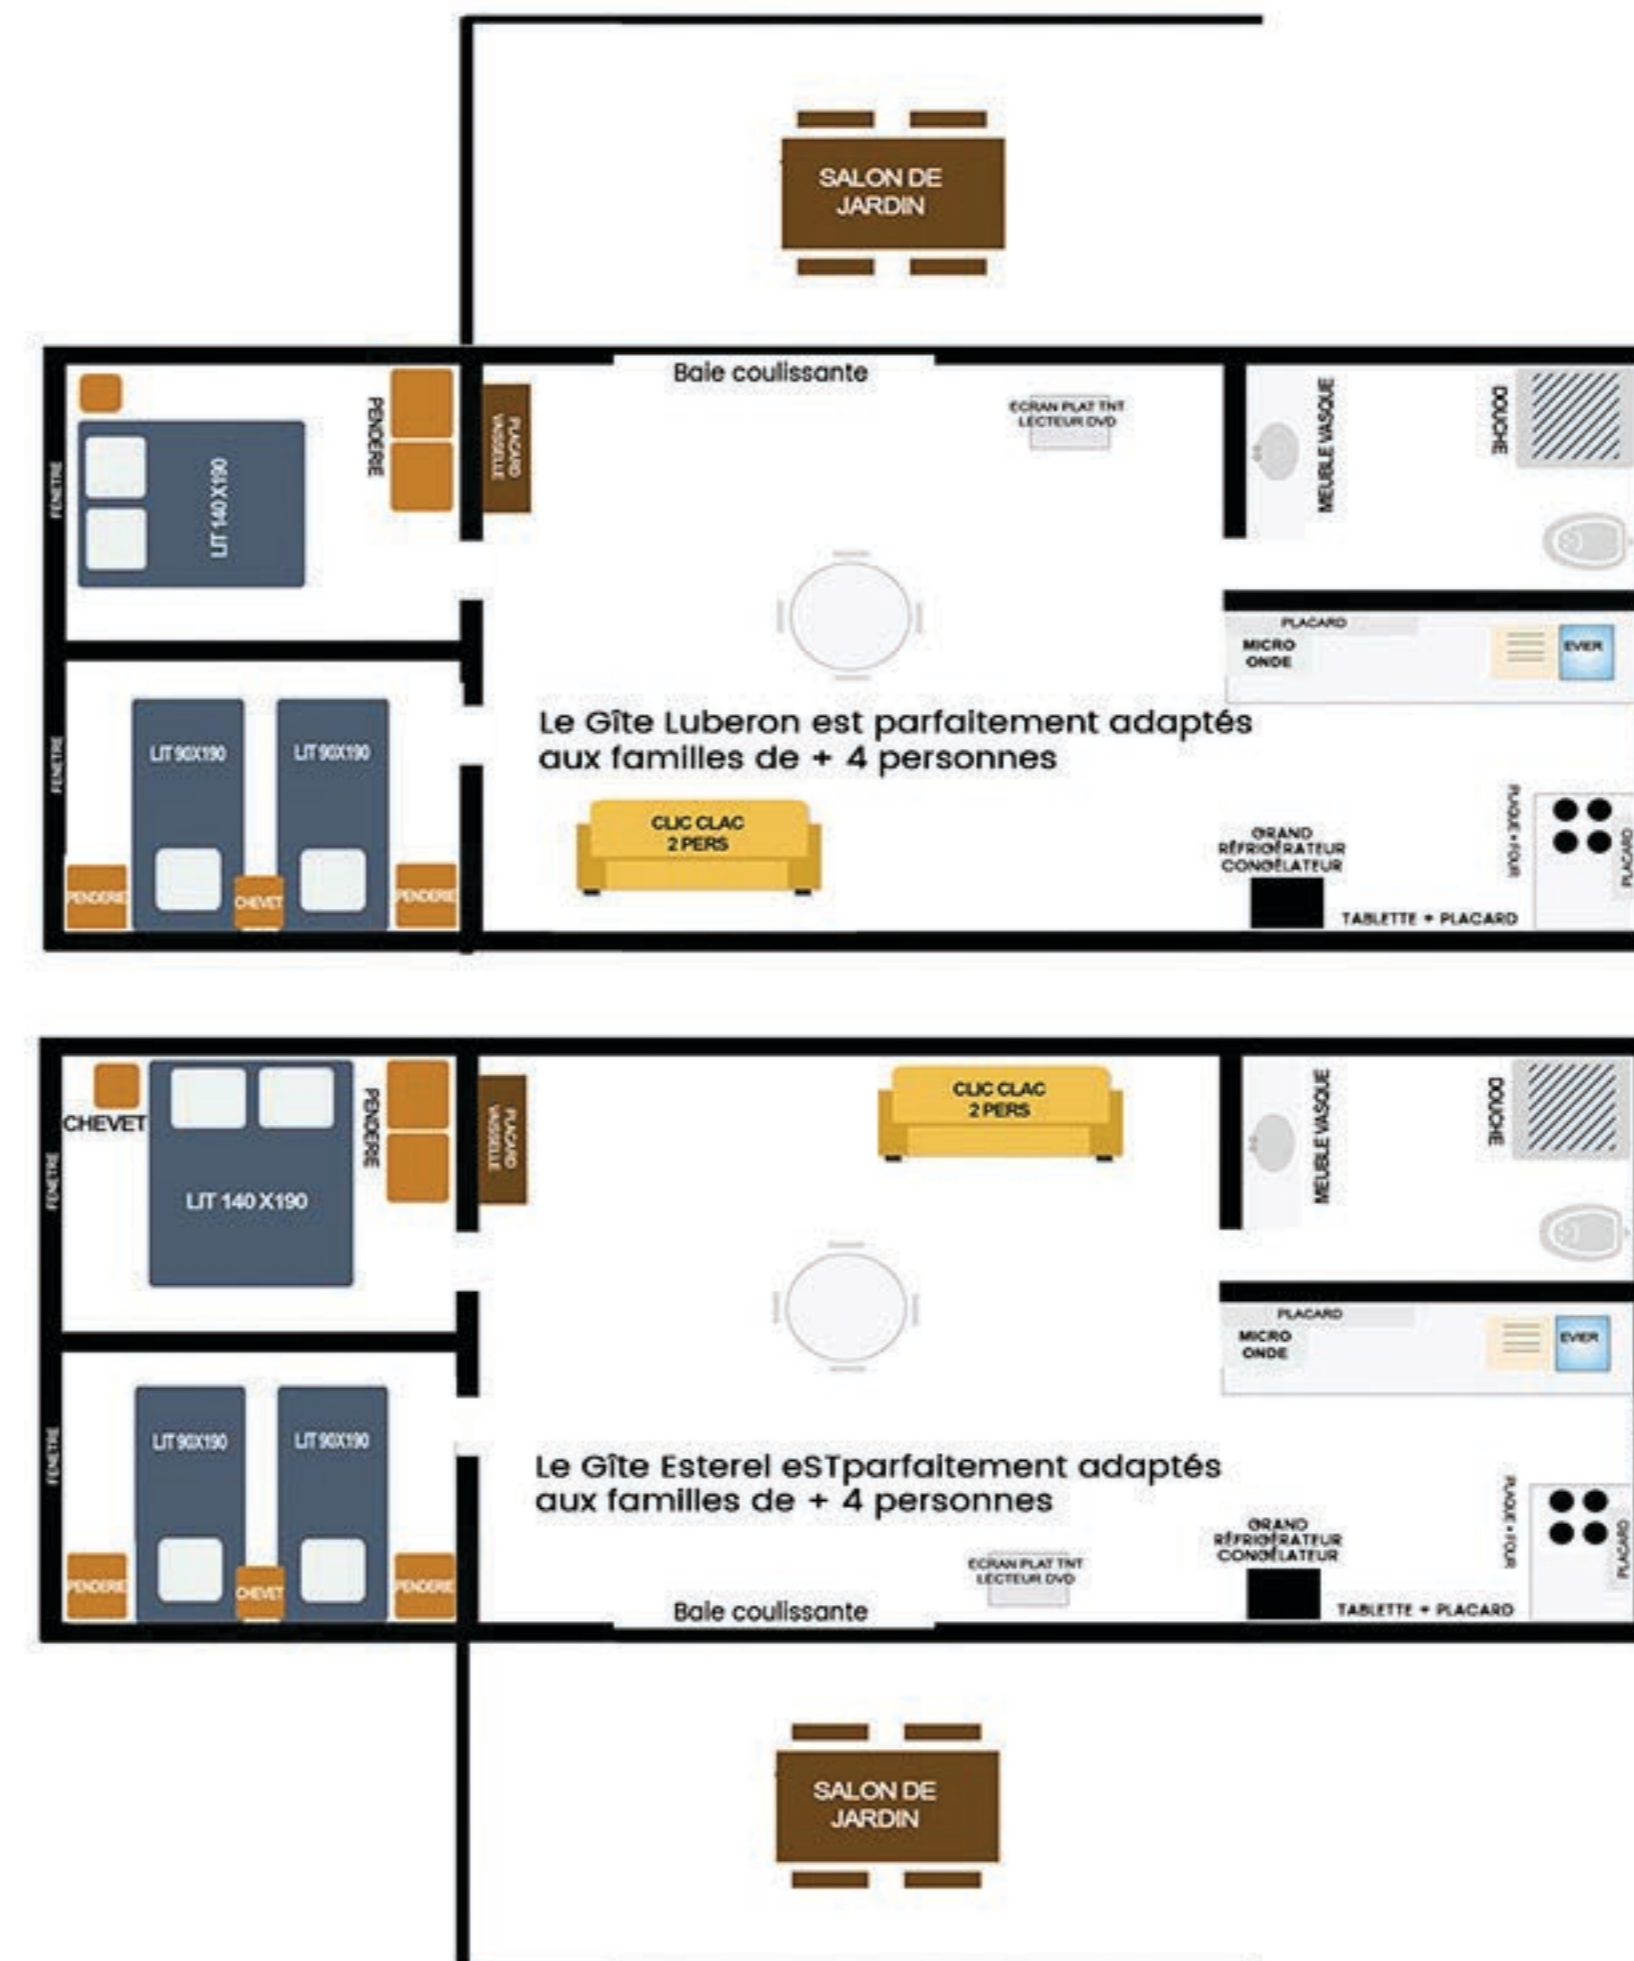 SALON DE
JARDIN
Baie coulissante
FENETRE
LIT 140 X190
PENDERIE
PLACARD
VAISSELLE
ECRAN PLAT TNT
LECTEUR DVD
MEUBLE VASQUE
DOUCHE
PLACARD
MICRO
ONDE
EVIER
FENETRE
LIT 90X190
LIT 90X190
Le Gîte Luberon est parfaitement adaptés
aux familles de + 4 personnes
CLIC CLAC
2 PERS
GRAND
RÉFRIGÉRATEUR
CONGÉLATEUR
PLAQUE + FOUR
PLACARD
PENDERIE
CHEVET
PENDERIE
TABLETTE + PLACARD
CHEVET
FENETRE
LIT 140 X190
PENDERIE
PLACARD
VAISSELLE
CLIC CLAC
2 PERS
MEUBLE VASQUE
DOUCHE
PLACARD
MICRO
ONDE
EVIER
FENETRE
LIT 90X190
LIT 90X190
Le Gîte Esterel eSTparfaitement adaptés
aux familles de + 4 personnes
ECRAN PLAT TNT
LECTEUR DVD
GRAND
RÉFRIGÉRATEUR
CONGÉLATEUR
PLAQUE + FOUR
PLACARD
PENDERIE
CHEVET
PENDERIE
Baie coulissante
TABLETTE + PLACARD
SALON DE
JARDIN